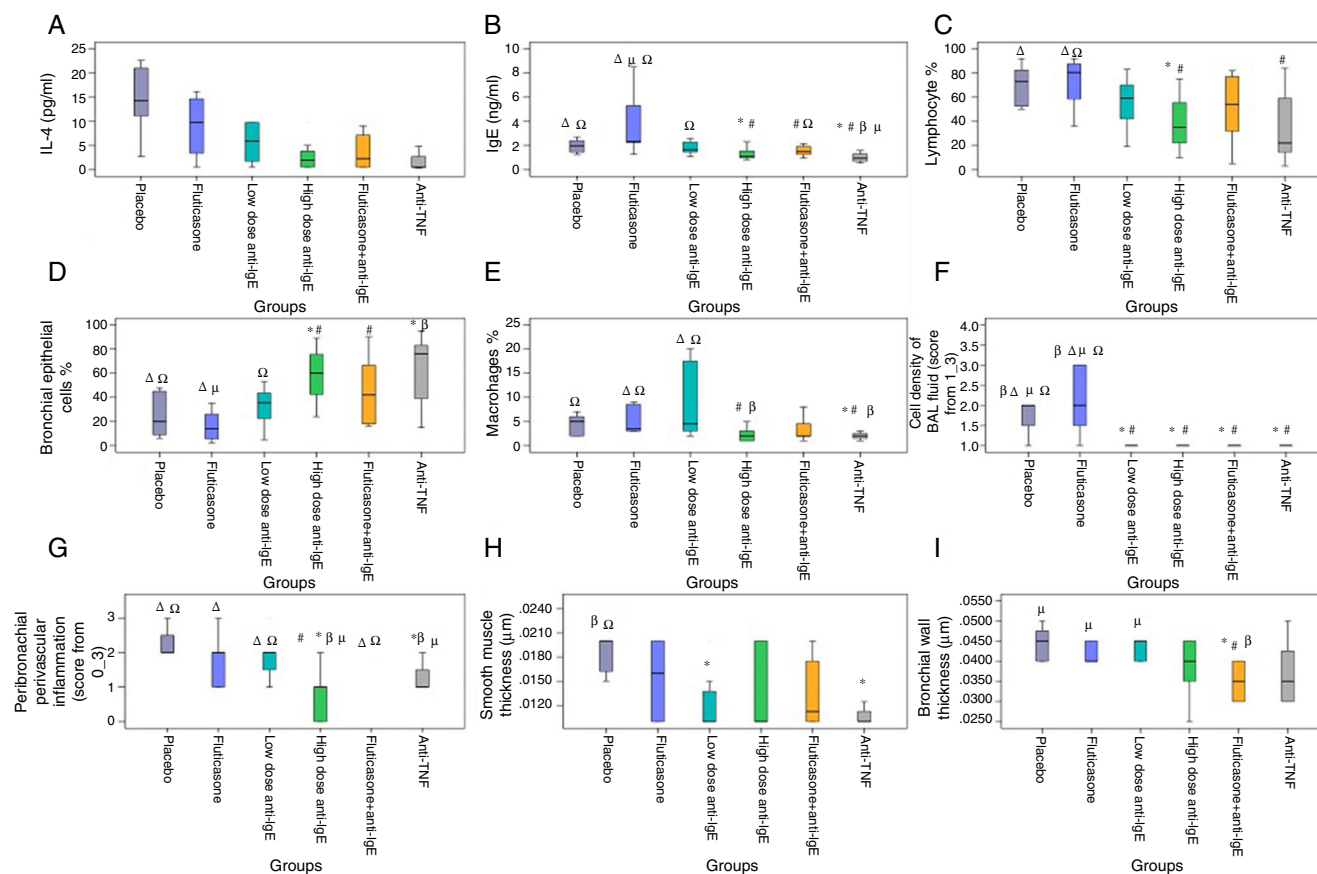 A
IL-4 (pg/ml)
25
20
15
10
5
0
Placebo
Fluticasone
Low dose anti-IgE
High dose anti-IgE
Fluticasone+anti-IgE
Anti-TNF
Groups
B
IgE (ng/ml)
10
8
6
4
2
0
Δ Ω
Δ μ Ω
Ω
* #
# Ω
* # β μ
Placebo
Fluticasone
Low dose anti-IgE
High dose anti-IgE
Fluticasone+anti-IgE
Anti-TNF
Groups
C
Lymphocyte %
100
80
60
40
20
0
Δ
Δ Ω
* #
#
Placebo
Fluticasone
Low dose anti-IgE
High dose anti-IgE
Fluticasone+anti-IgE
Anti-TNF
Groups
D
Bronchial epithelial
cells %
100
80
60
40
20
0
Δ Ω
Δ μ
Ω
* #
#
* β
Placebo
Fluticasone
Low dose anti-IgE
High dose anti-IgE
Fluticasone+anti-IgE
Anti-TNF
Groups
E
Macrophages %
25
20
15
10
5
0
Ω
Δ Ω
Δ Ω
# β
* # β
Placebo
Fluticasone
Low dose anti-IgE
High dose anti-IgE
Fluticasone+anti-IgE
Anti-TNF
Groups
F
Cell density of
BAL fluid (score
from 1_3)
4.0
3.5
3.0
2.5
2.0
1.5
1.0
β Δ μ Ω
β Δ μ Ω
* #
* #
* #
* #
Placebo
Fluticasone
Low dose anti-IgE
High dose anti-IgE
Fluticasone+anti-IgE
Anti-TNF
Groups
G
Peribronachial
perivascular
inflammation
(score from
0_3)
3
2
1
0
Δ Ω
Δ
Δ Ω
# * β μ
Δ Ω
*β μ
Placebo
Fluticasone
Low dose anti-IgE
High dose anti-IgE
Fluticasone+anti-IgE
Anti-TNF
Groups
H
Smooth muscle
thickness (μm)
.0240
.0210
.0180
.0150
.0120
β Ω
*
*
Placebo
Fluticasone
Low dose anti-IgE
High dose anti-IgE
Fluticasone+anti-IgE
Anti-TNF
Groups
I
Bronchial wall
thickness (μm)
.0550
.0500
.0450
.0400
.0350
.0300
.0250
μ
μ
μ
* # β
Placebo
Fluticasone
Low dose anti-IgE
High dose anti-IgE
Fluticasone+anti-IgE
Anti-TNF
Groups